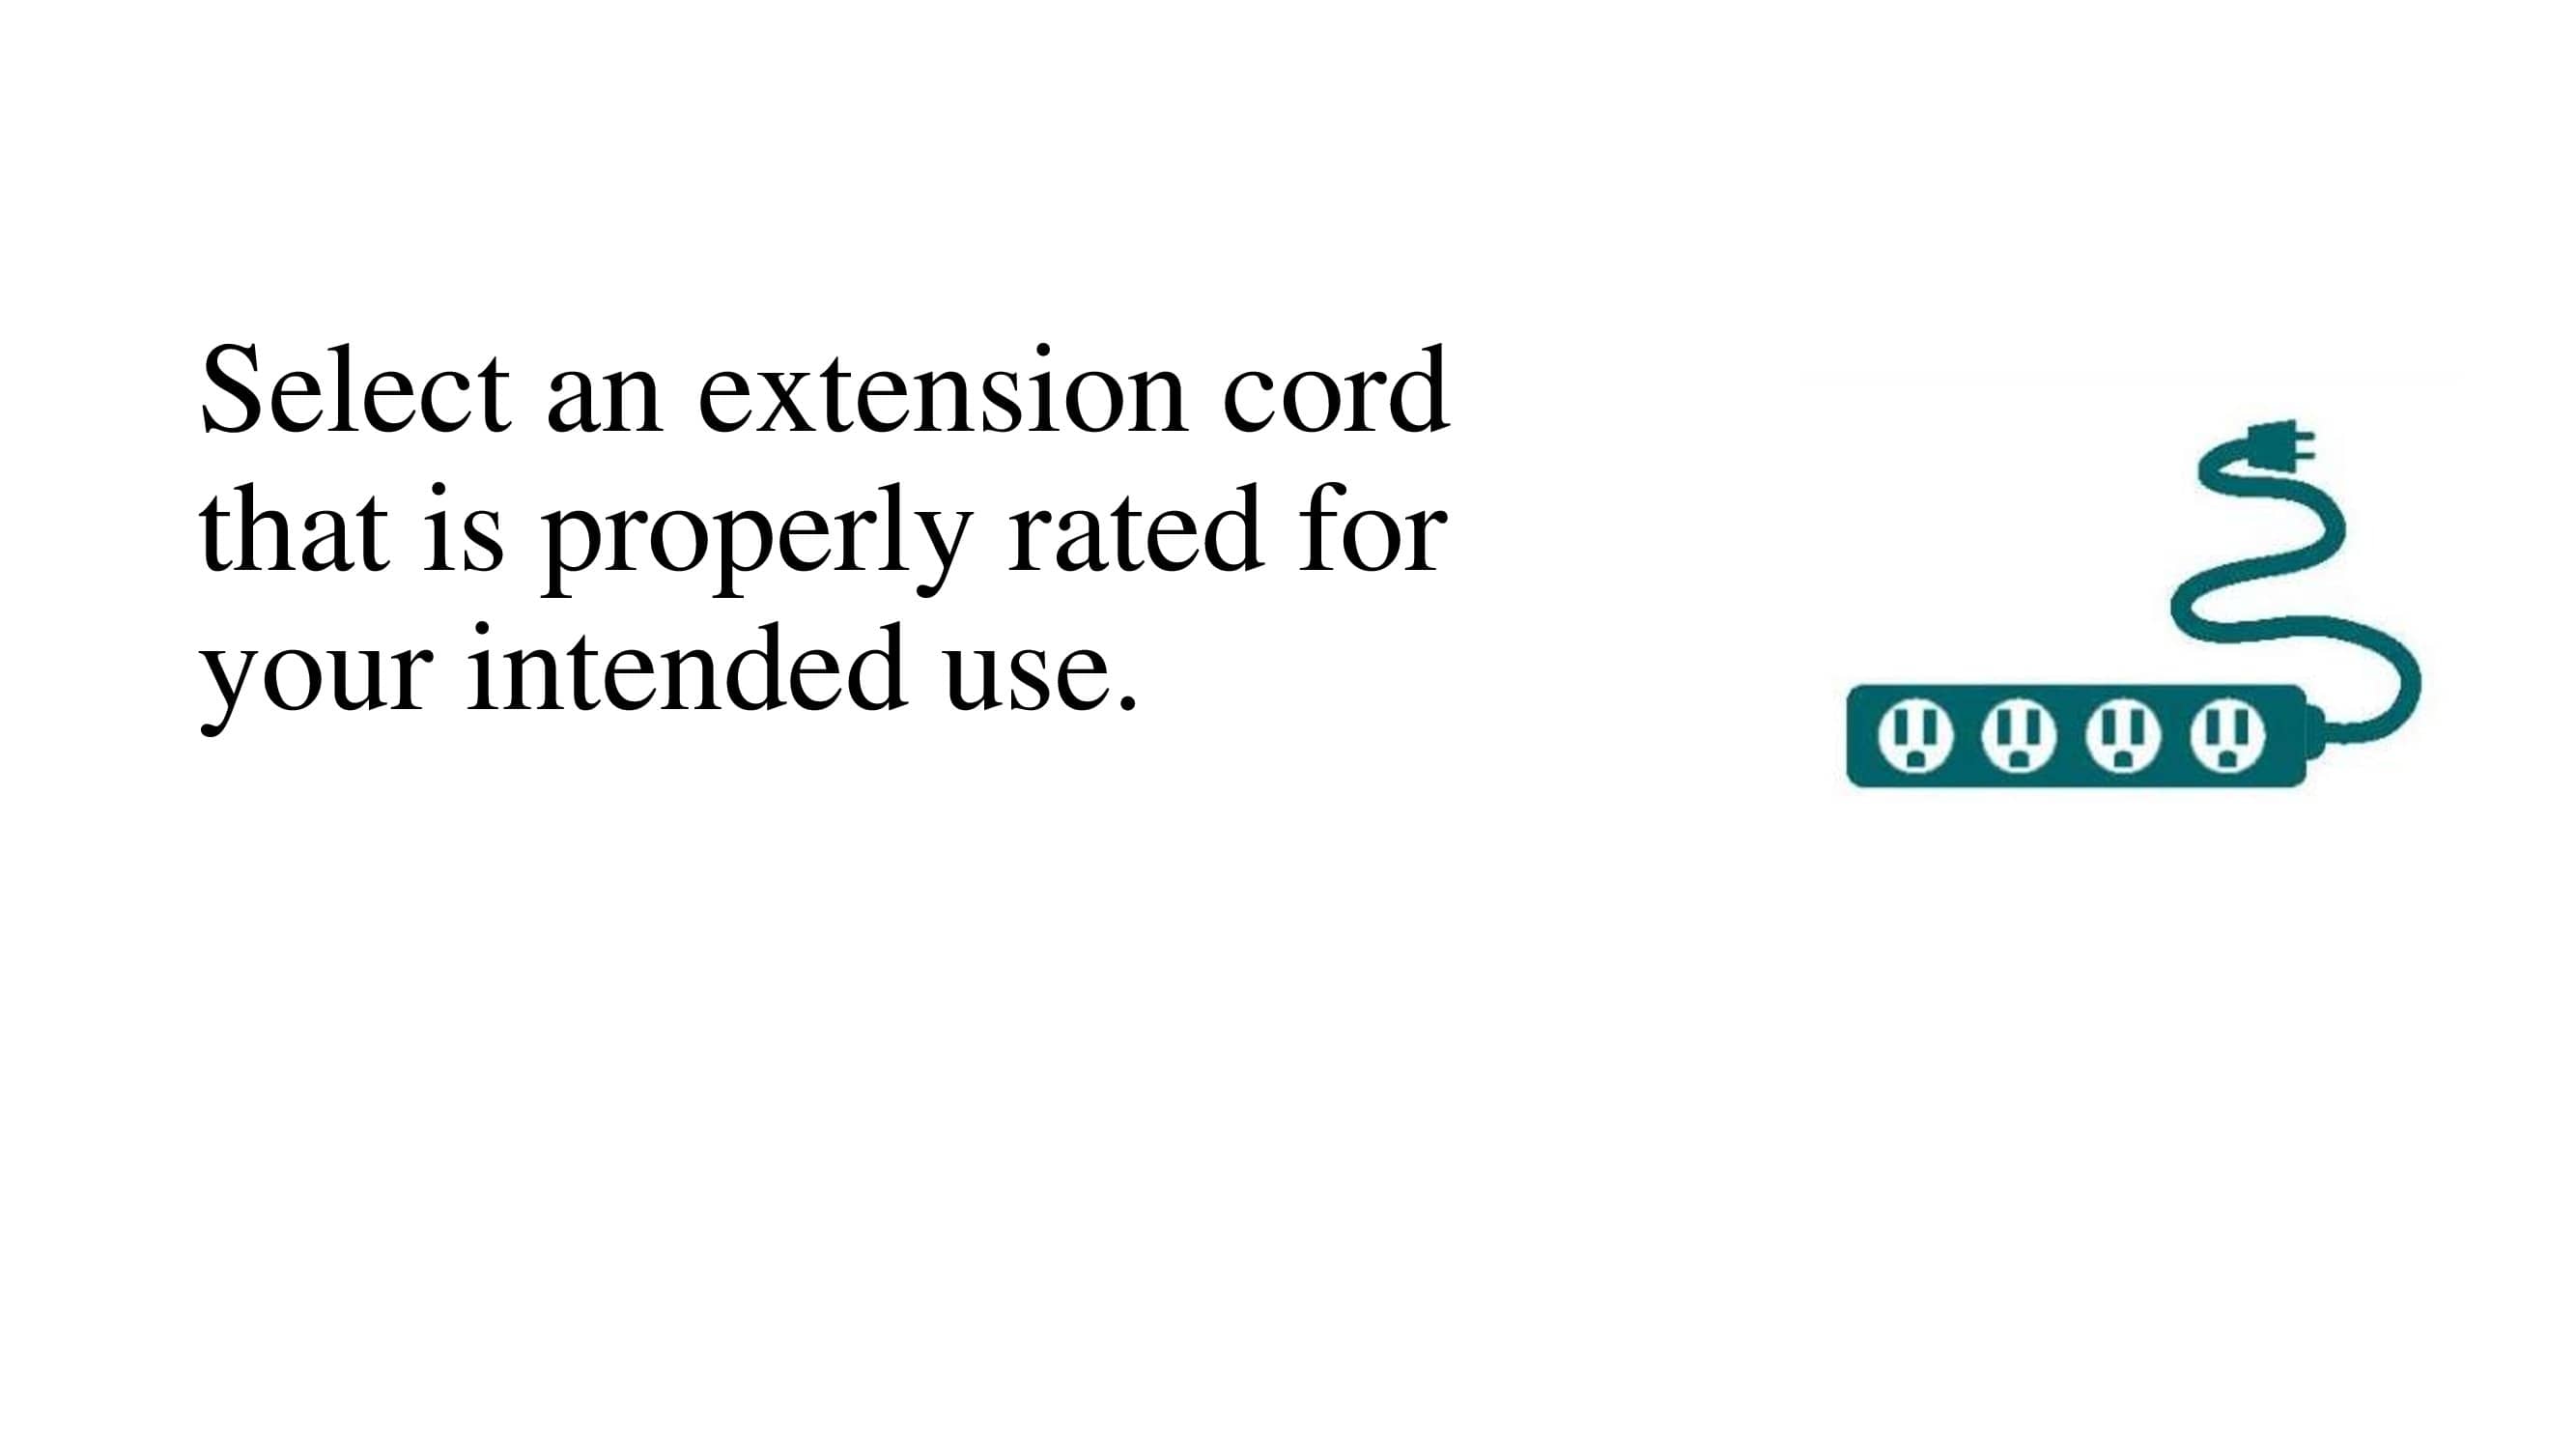 Select an extension cord
that is properly rated for
your intended use.